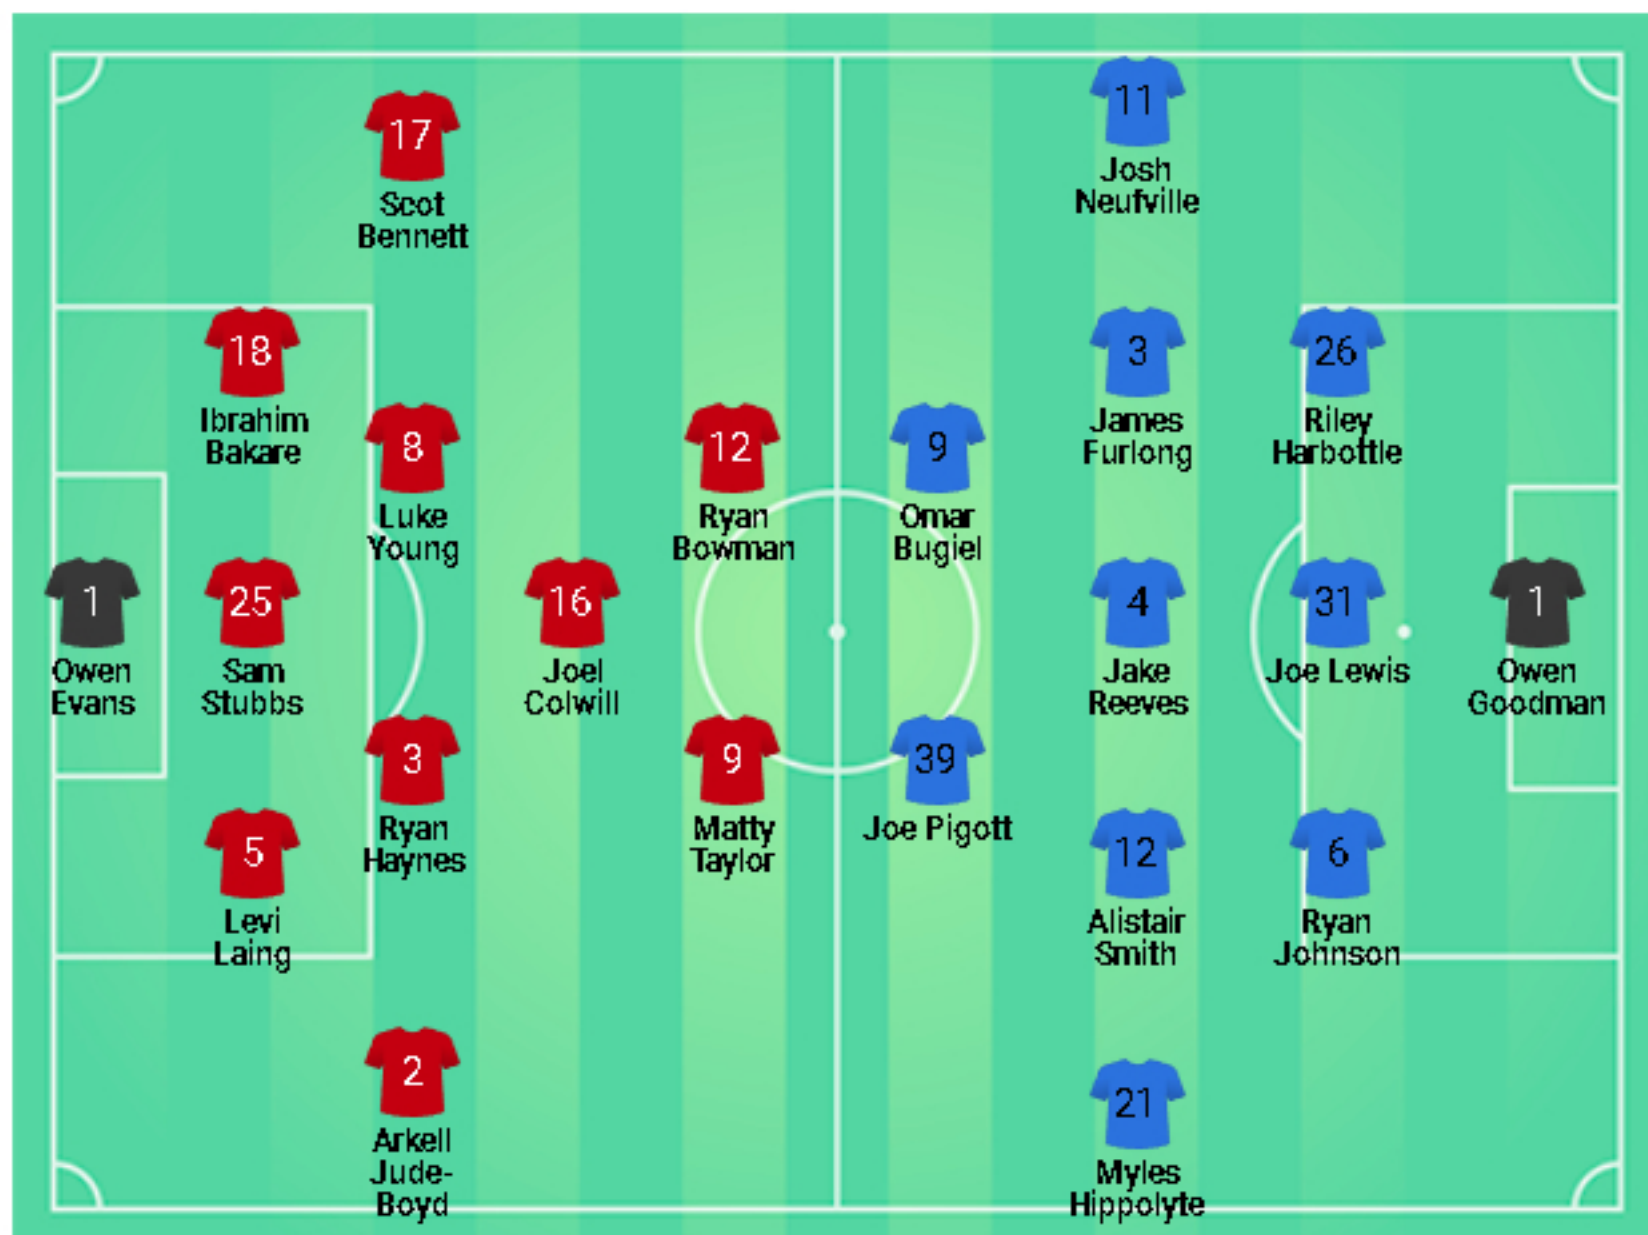 17
Scot
Bennett
18
Ibrahim
Bakare
8
Luke
Young
1
Owen
Evans
25
Sam
Stubbs
16
Joel
Colwill
12
Ryan
Bowman
3
Ryan
Haynes
9
Matty
Taylor
5
Levi
Laing
2
Arkell
Jude-
Boyd
11
Josh
Neufville
9
Omar
Bugiel
3
James
Furlong
26
Riley
Harbottle
4
Jake
Reeves
31
Joe Lewis
1
Owen
Goodman
39
Joe Pigott
12
Alistair
Smith
6
Ryan
Johnson
21
Myles
Hippolyte